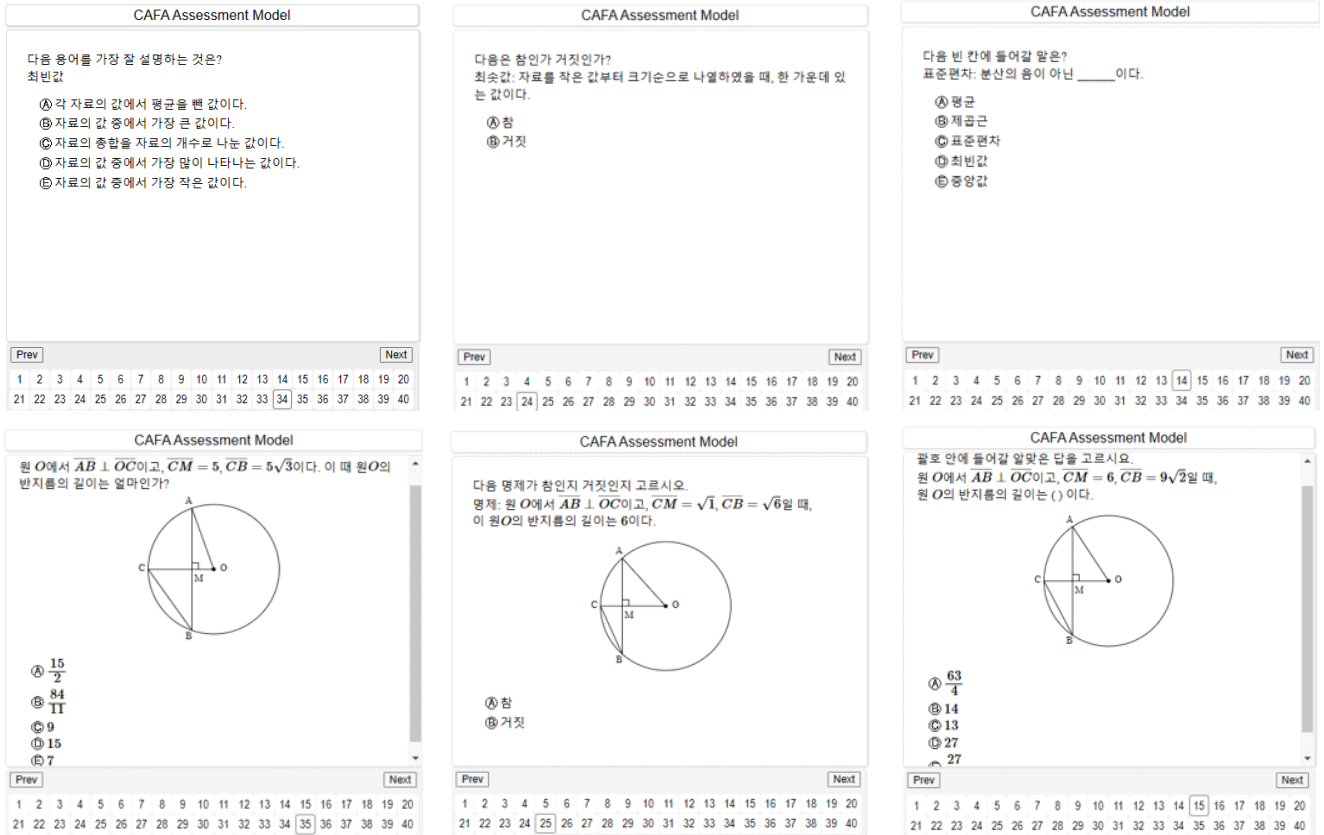 CAFA Assessment Model
다음 용어를 가장 잘 설명하는 것은?
최빈값
Ⓐ 각 자료의 값에서 평균을 뺀 값이다.
Ⓑ 자료의 값 중에서 가장 큰 값이다.
Ⓒ 자료의 총합을 자료의 개수로 나눈 값이다.
Ⓓ 자료의 값 중에서 가장 많이 나타나는 값이다.
Ⓔ 자료의 값 중에서 가장 작은 값이다.
Prev Next
1 2 3 4 5 6 7 8 9 10 11 12 13 14 15 16 17 18 19 20
21 22 23 24 25 26 27 28 29 30 31 32 33 34 35 36 37 38 39 40
CAFA Assessment Model
다음은 참인가 거짓인가?
최솟값: 자료를 작은 값부터 크기순으로 나열하였을 때, 한 가운데 있
는 값이다.
Ⓐ 참
Ⓑ 거짓
Prev Next
1 2 3 4 5 6 7 8 9 10 11 12 13 14 15 16 17 18 19 20
21 22 23 24 25 26 27 28 29 30 31 32 33 34 35 36 37 38 39 40
CAFA Assessment Model
다음 빈 칸에 들어갈 말은?
표준편차: 분산의 음이 아닌 ______이다.
Ⓐ 평균
Ⓑ 제곱근
Ⓒ 표준편차
Ⓓ 최빈값
Ⓔ 중앙값
Prev Next
1 2 3 4 5 6 7 8 9 10 11 12 13 14 15 16 17 18 19 20
21 22 23 24 25 26 27 28 29 30 31 32 33 34 35 36 37 38 39 40
CAFA Assessment Model
원 O에서 \overline{AB} ⊥ \overline{OC}이고, \overline{CM} = 5, \overline{CB} = 5√3이다. 이 때 원O의
반지름의 길이는 얼마인가?
A
C M O
B
Ⓐ 15/2
Ⓑ 84/11
Ⓒ 9
Ⓓ 15
Ⓔ 7
Prev Next
1 2 3 4 5 6 7 8 9 10 11 12 13 14 15 16 17 18 19 20
21 22 23 24 25 26 27 28 29 30 31 32 33 34 35 36 37 38 39 40
CAFA Assessment Model
다음 명제가 참인지 거짓인지 고르시오.
명제: 원 O에서 \overline{AB} ⊥ \overline{OC}이고, \overline{CM} = √1, \overline{CB} = √6일 때,
이 원O의 반지름의 길이는 6이다.
A
C M O
B
Ⓐ 참
Ⓑ 거짓
Prev Next
1 2 3 4 5 6 7 8 9 10 11 12 13 14 15 16 17 18 19 20
21 22 23 24 25 26 27 28 29 30 31 32 33 34 35 36 37 38 39 40
CAFA Assessment Model
괄호 안에 들어갈 알맞은 답을 고르시요.
원 O에서 \overline{AB} ⊥ \overline{OC}이고, \overline{CM} = 6, \overline{CB} = 9√2일 때,
원 O의 반지름의 길이는 ( ) 이다.
A
C M O
B
Ⓐ 63/4
Ⓑ 14
Ⓒ 13
Ⓓ 27
27
Prev Next
1 2 3 4 5 6 7 8 9 10 11 12 13 14 15 16 17 18 19 20
21 22 23 24 25 26 27 28 29 30 31 32 33 34 35 36 37 38 39 40